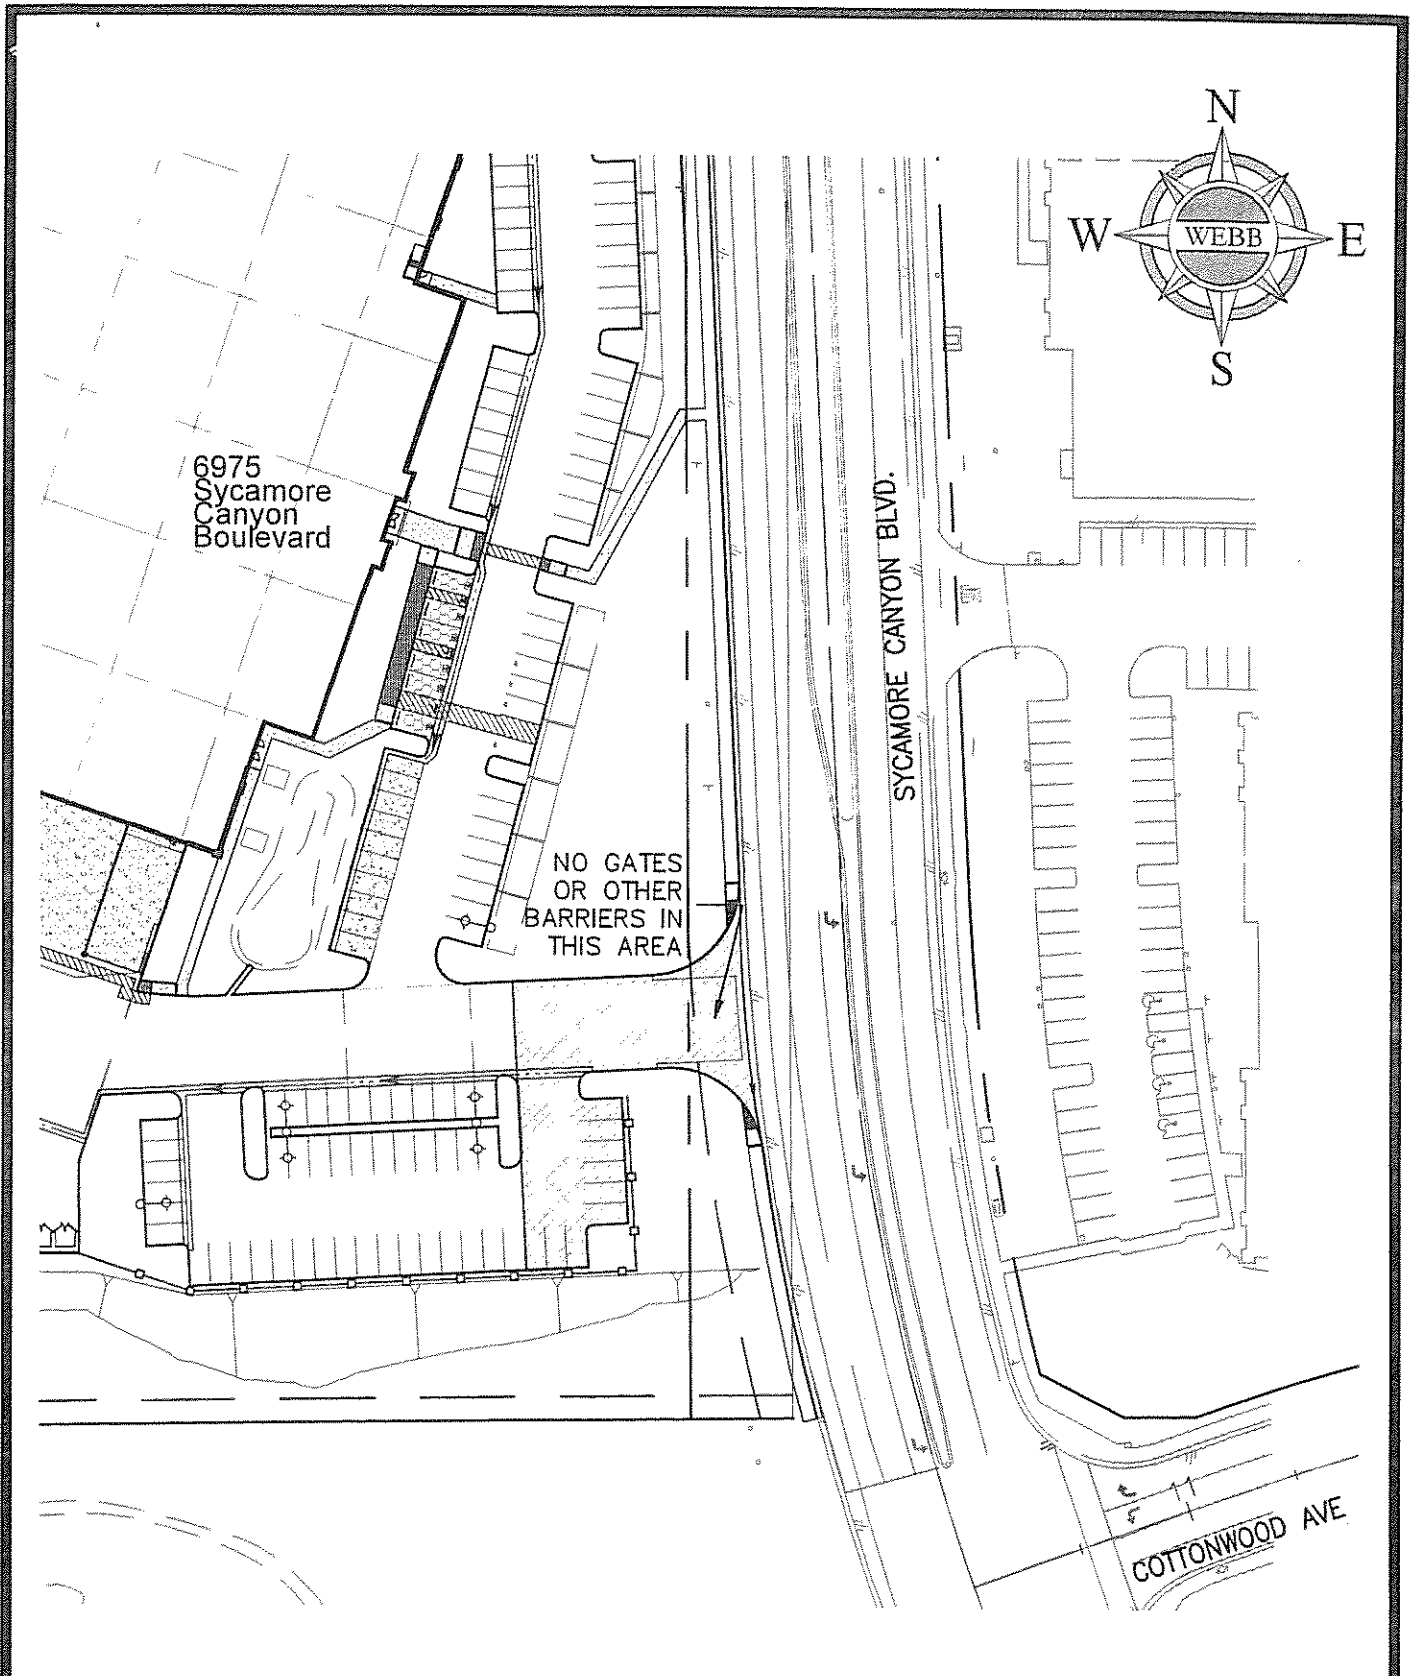 N
W WEBB E
S
6975
Sycamore
Canyon
Boulevard
SYCAMORE CANYON BLVD.
NO GATES
OR OTHER
BARRIERS IN
THIS AREA
COTTONWOOD AVE